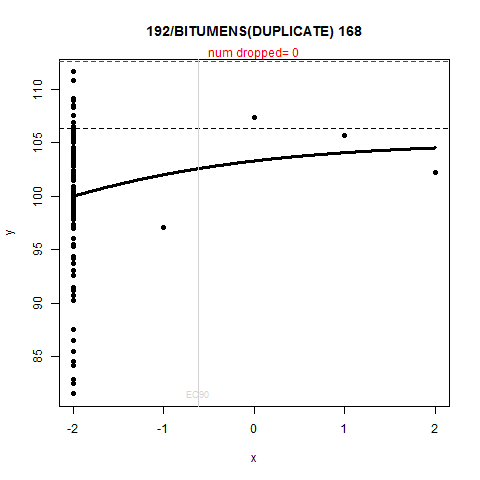 192/BITUMENS(DUPLICATE) 168
num dropped= 0
110
105
100
95
90
85
y
EC90
-2 -1 0 1 2
x